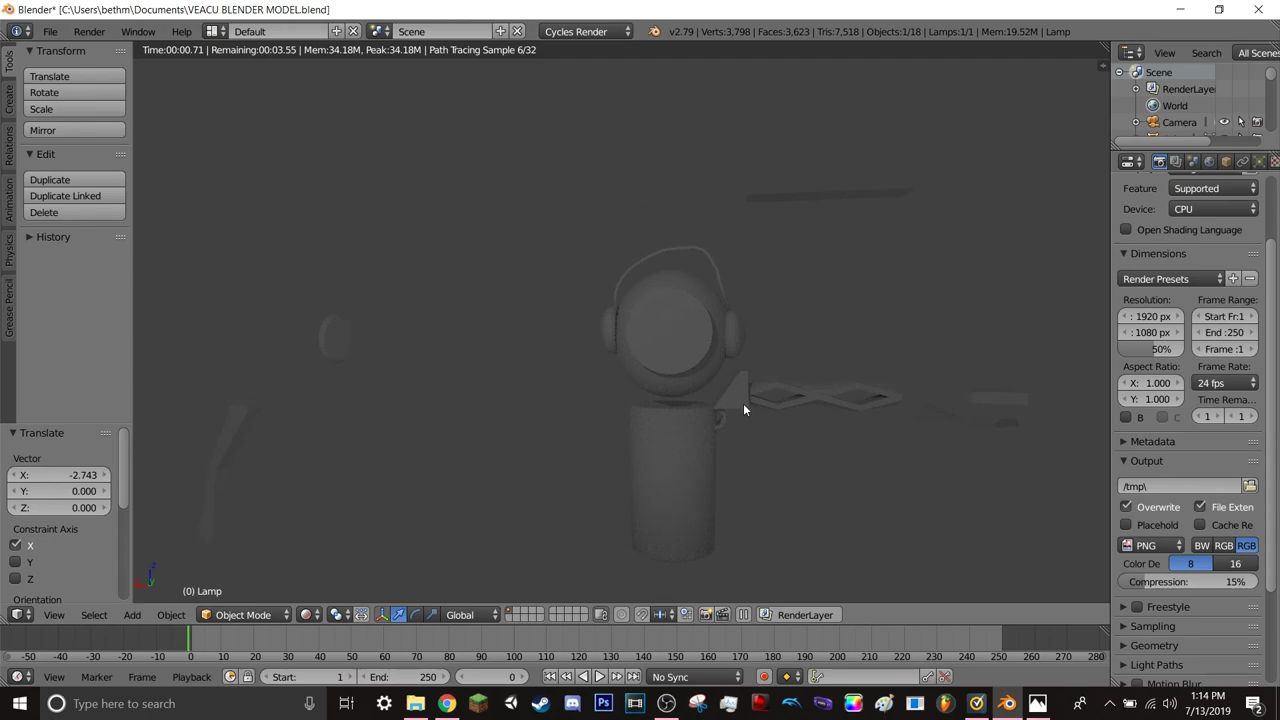 Blender* [C:\Users\bethm\Documents\VEACU BLENDER MODEL.blend]
File Render Window Help Default Scene Cycles Render v2.79 | Verts:3,798 | Faces:3,623 | Tris:7,518 | Objects:1/18 | Lamps:1/1 | Mem:19.52M | Lamp
Time:00:00.71 | Remaining:00:03.55 | Mem:34.18M, Peak:34.18M | Path Tracing Sample 6/32
View Search All Scenes
Scene
RenderLaye
World
Camera
Tools
Create
Relations
Animation
Physics
Grease Pencil
Transform
Translate
Rotate
Scale
Mirror
Edit
Duplicate
Duplicate Linked
Delete
History
Translate
Vector
X: -2.743
Y: 0.000
Z: 0.000
Constraint Axis
X
Y
Z
Orientation
(0) Lamp
Feature Supported
Device: CPU
Open Shading Language
Dimensions
Render Presets
Resolution: Frame Range:
: 1920 px Start Fr:1
: 1080 px End :250
50% Frame :1
Aspect Ratio: Frame Rate:
X: 1.000 24 fps
Y: 1.000 Time Rema...
B C 1 1
Metadata
Output
/tmp\
Overwrite File Exten
Placehold Cache Re
PNG BW RGB RGB
Color De 8 16
Compression: 15%
Freestyle
Sampling
Geometry
Light Paths
Motion Blur
View Select Add Object Object Mode Global RenderLayer
-50 -40 -30 -20 -10 0 10 20 30 40 50 60 70 80 90 100 110 120 130 140 150 160 170 180 190 200 210 220 230 240 250 260 270 280
View Marker Frame Playback Start: 1 End: 250 0 No Sync
Type here to search
1:14 PM
7/13/2019